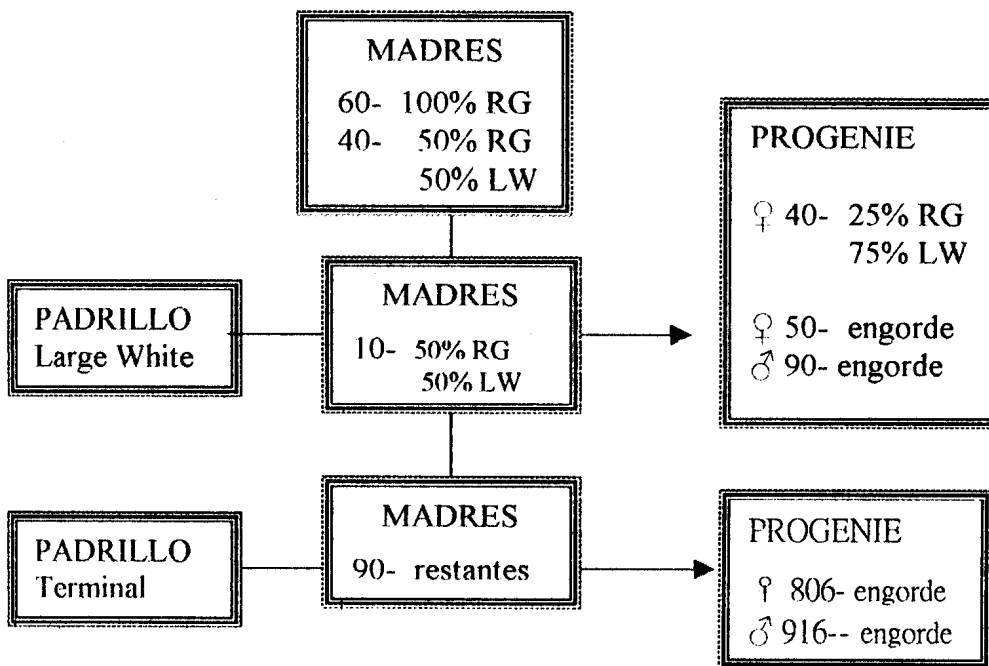 MADRES
60- 100% RG
40- 50% RG
50% LW
PADRILLO
Large White
MADRES
10- 50% RG
50% LW
PROGENIE
♀ 40- 25% RG
75% LW
♀ 50- engorde
♂ 90- engorde
PADRILLO
Terminal
MADRES
90- restantes
PROGENIE
♀ 806- engorde
♂ 916-- engorde